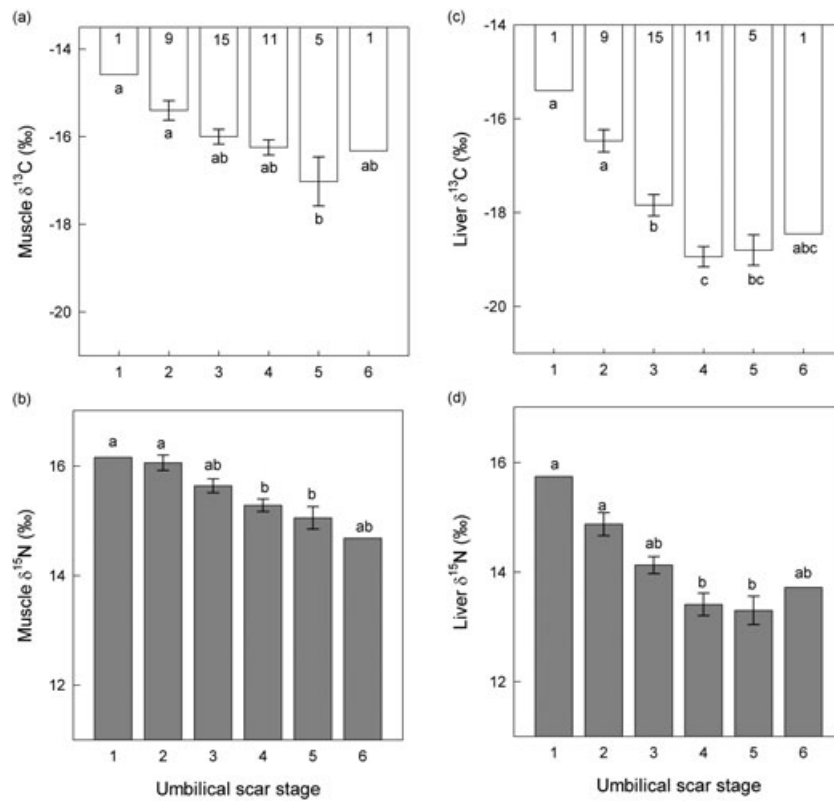 (a)
-14
-16
-18
-20
Muscle δ¹³C (‰)
1 9 15 11 5 1
a a ab ab b ab
1 2 3 4 5 6
(c)
-14
-16
-18
-20
Liver δ¹³C (‰)
1 9 15 11 5 1
a a b c bc abc
1 2 3 4 5 6
(b)
16
14
12
Muscle δ¹⁵N (‰)
a a ab b b ab
1 2 3 4 5 6
Umbilical scar stage
(d)
16
14
12
Liver δ¹⁵N (‰)
a a ab b b ab
1 2 3 4 5 6
Umbilical scar stage